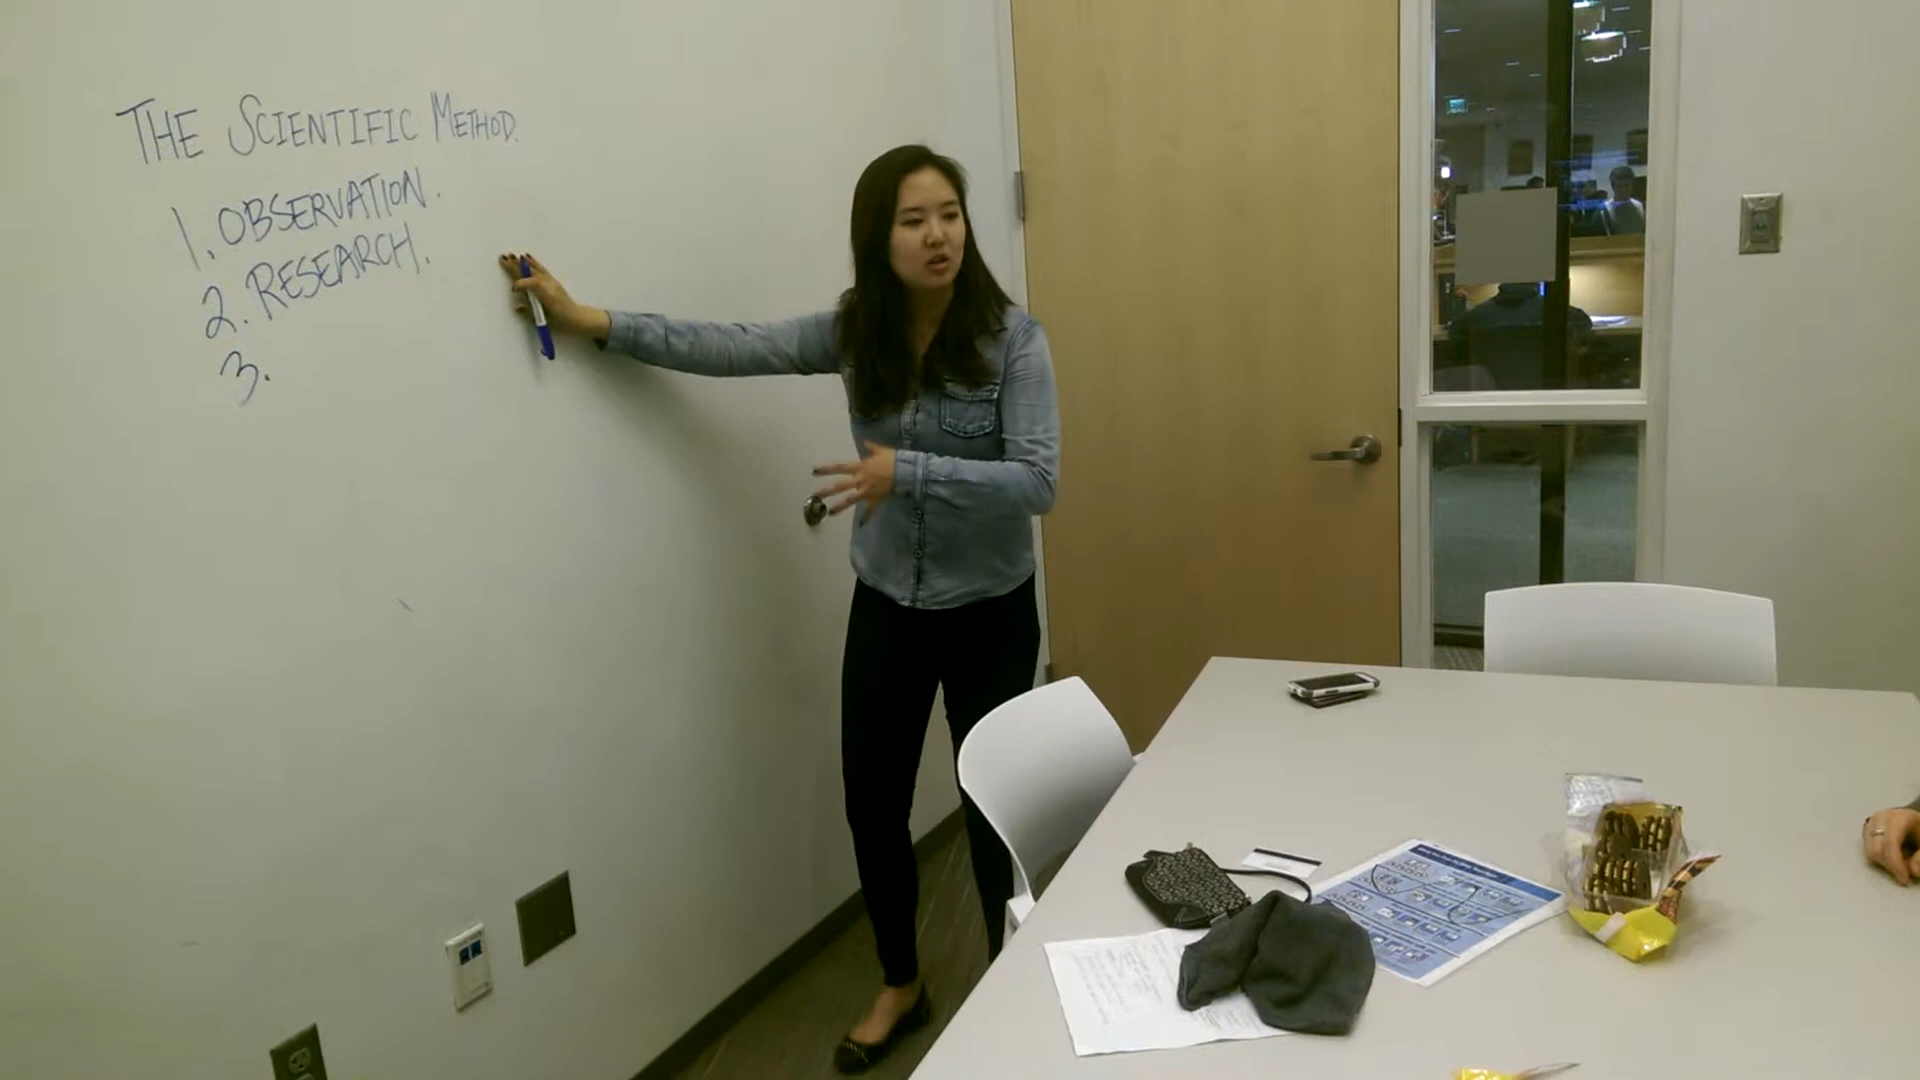 THE SCIENTIFIC METHOD.
1. OBSERVATION.
2. RESEARCH.
3.